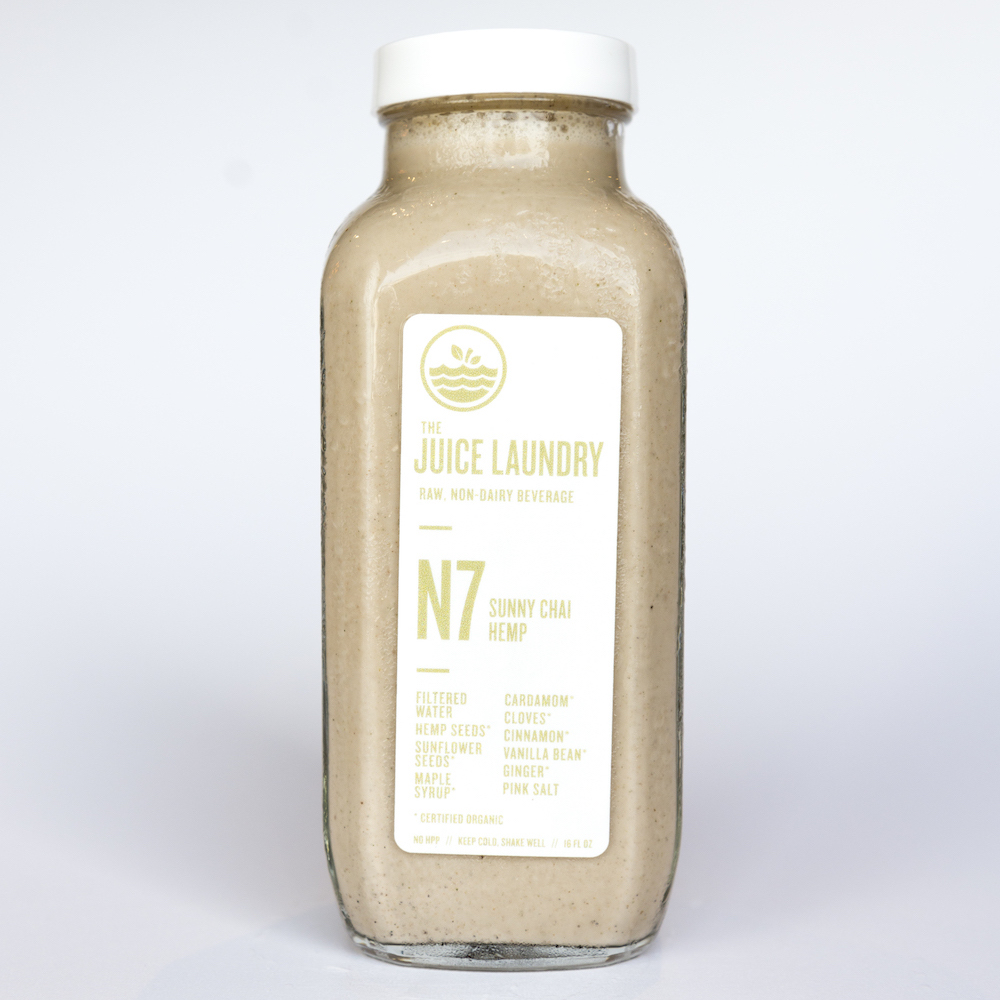 THE
JUICE LAUNDRY
RAW, NON-DAIRY BEVERAGE
N7
SUNNY CHAI
HEMP
FILTERED
WATER
HEMP SEEDS*
SUNFLOWER
SEEDS*
MAPLE
SYRUP*
CARDAMOM*
CLOVES*
CINNAMON*
VANILLA BEAN*
GINGER*
PINK SALT
* CERTIFIED ORGANIC
NO HPP // KEEP COLD, SHAKE WELL // 16 FL OZ